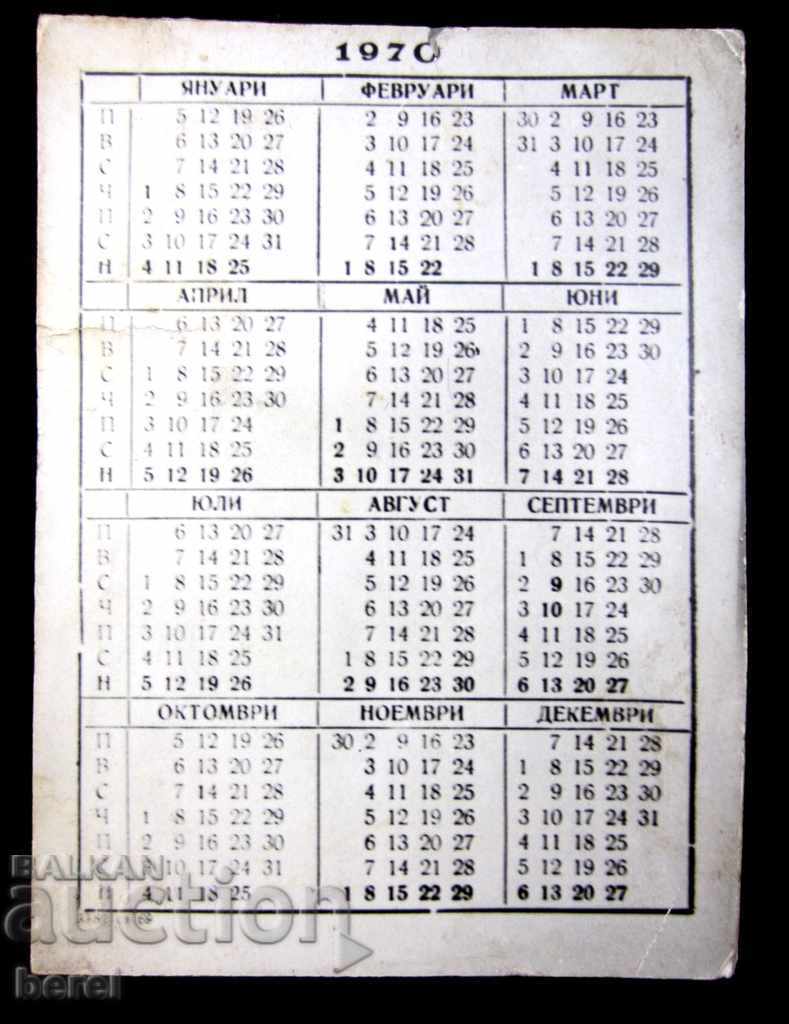 1970
ЯНУАРИ ФЕВРУАРИ МАРТ
П 5 12 19 26 2 9 16 23 30 2 9 16 23
В 6 13 20 27 3 10 17 24 31 3 10 17 24
С 7 14 21 28 4 11 18 25 4 11 18 25
Ч 1 8 15 22 29 5 12 19 26 5 12 19 26
П 2 9 16 23 30 6 13 20 27 6 13 20 27
С 3 10 17 24 31 7 14 21 28 7 14 21 28
Н 4 11 18 25 1 8 15 22 1 8 15 22 29
АПРИЛ МАЙ ЮНИ
П 6 13 20 27 4 11 18 25 1 8 15 22 29
В 7 14 21 28 5 12 19 26 2 9 16 23 30
С 1 8 15 22 29 6 13 20 27 3 10 17 24
Ч 2 9 16 23 30 7 14 21 28 4 11 18 25
П 3 10 17 24 1 8 15 22 29 5 12 19 26
С 4 11 18 25 2 9 16 23 30 6 13 20 27
Н 5 12 19 26 3 10 17 24 31 7 14 21 28
ЮЛИ АВГУСТ СЕПТЕМВРИ
П 6 13 20 27 31 3 10 17 24 7 14 21 28
В 7 14 21 28 4 11 18 25 1 8 15 22 29
С 1 8 15 22 29 5 12 19 26 2 9 16 23 30
Ч 2 9 16 23 30 6 13 20 27 3 10 17 24
П 3 10 17 24 31 7 14 21 28 4 11 18 25
С 4 11 18 25 1 8 15 22 29 5 12 19 26
Н 5 12 19 26 2 9 16 23 30 6 13 20 27
ОКТОМВРИ НОЕМВРИ ДЕКЕМВРИ
П 5 12 19 26 30 2 9 16 23 7 14 21 28
В 6 13 20 27 3 10 17 24 1 8 15 22 29
С 7 14 21 28 4 11 18 25 2 9 16 23 30
Ч 1 8 15 22 29 5 12 19 26 3 10 17 24 31
П 2 9 16 23 30 6 13 20 27 4 11 18 25
10 17 24 31 7 14 21 28 5 12 19 26
Н 4 11 18 25 1 8 15 22 29 6 13 20 27
BALKAN
auction
berel